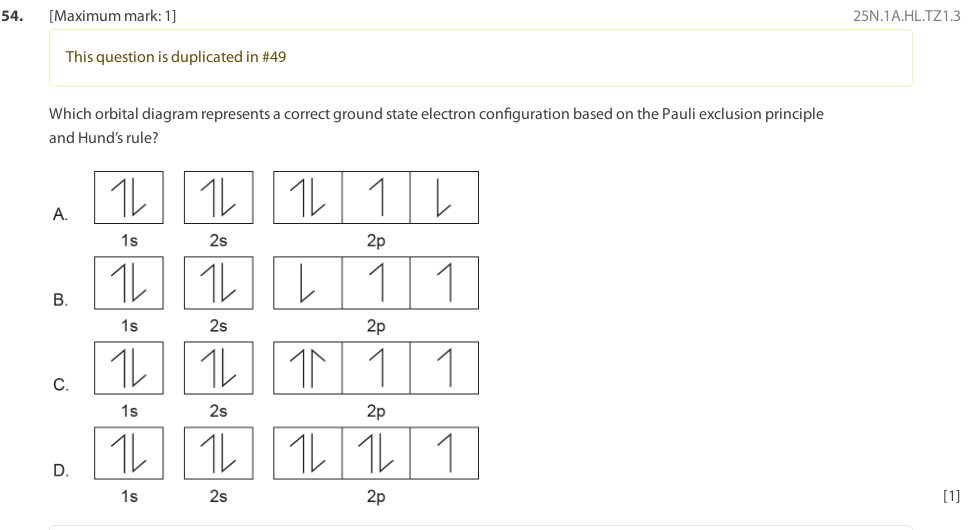 54. [Maximum mark: 1] 25N.1A.HL.TZ1.3
This question is duplicated in #49
Which orbital diagram represents a correct ground state electron configuration based on the Pauli exclusion principle
and Hund's rule?
A.
1s 2s 2p
B.
1s 2s 2p
C.
1s 2s 2p
D.
1s 2s 2p [1]